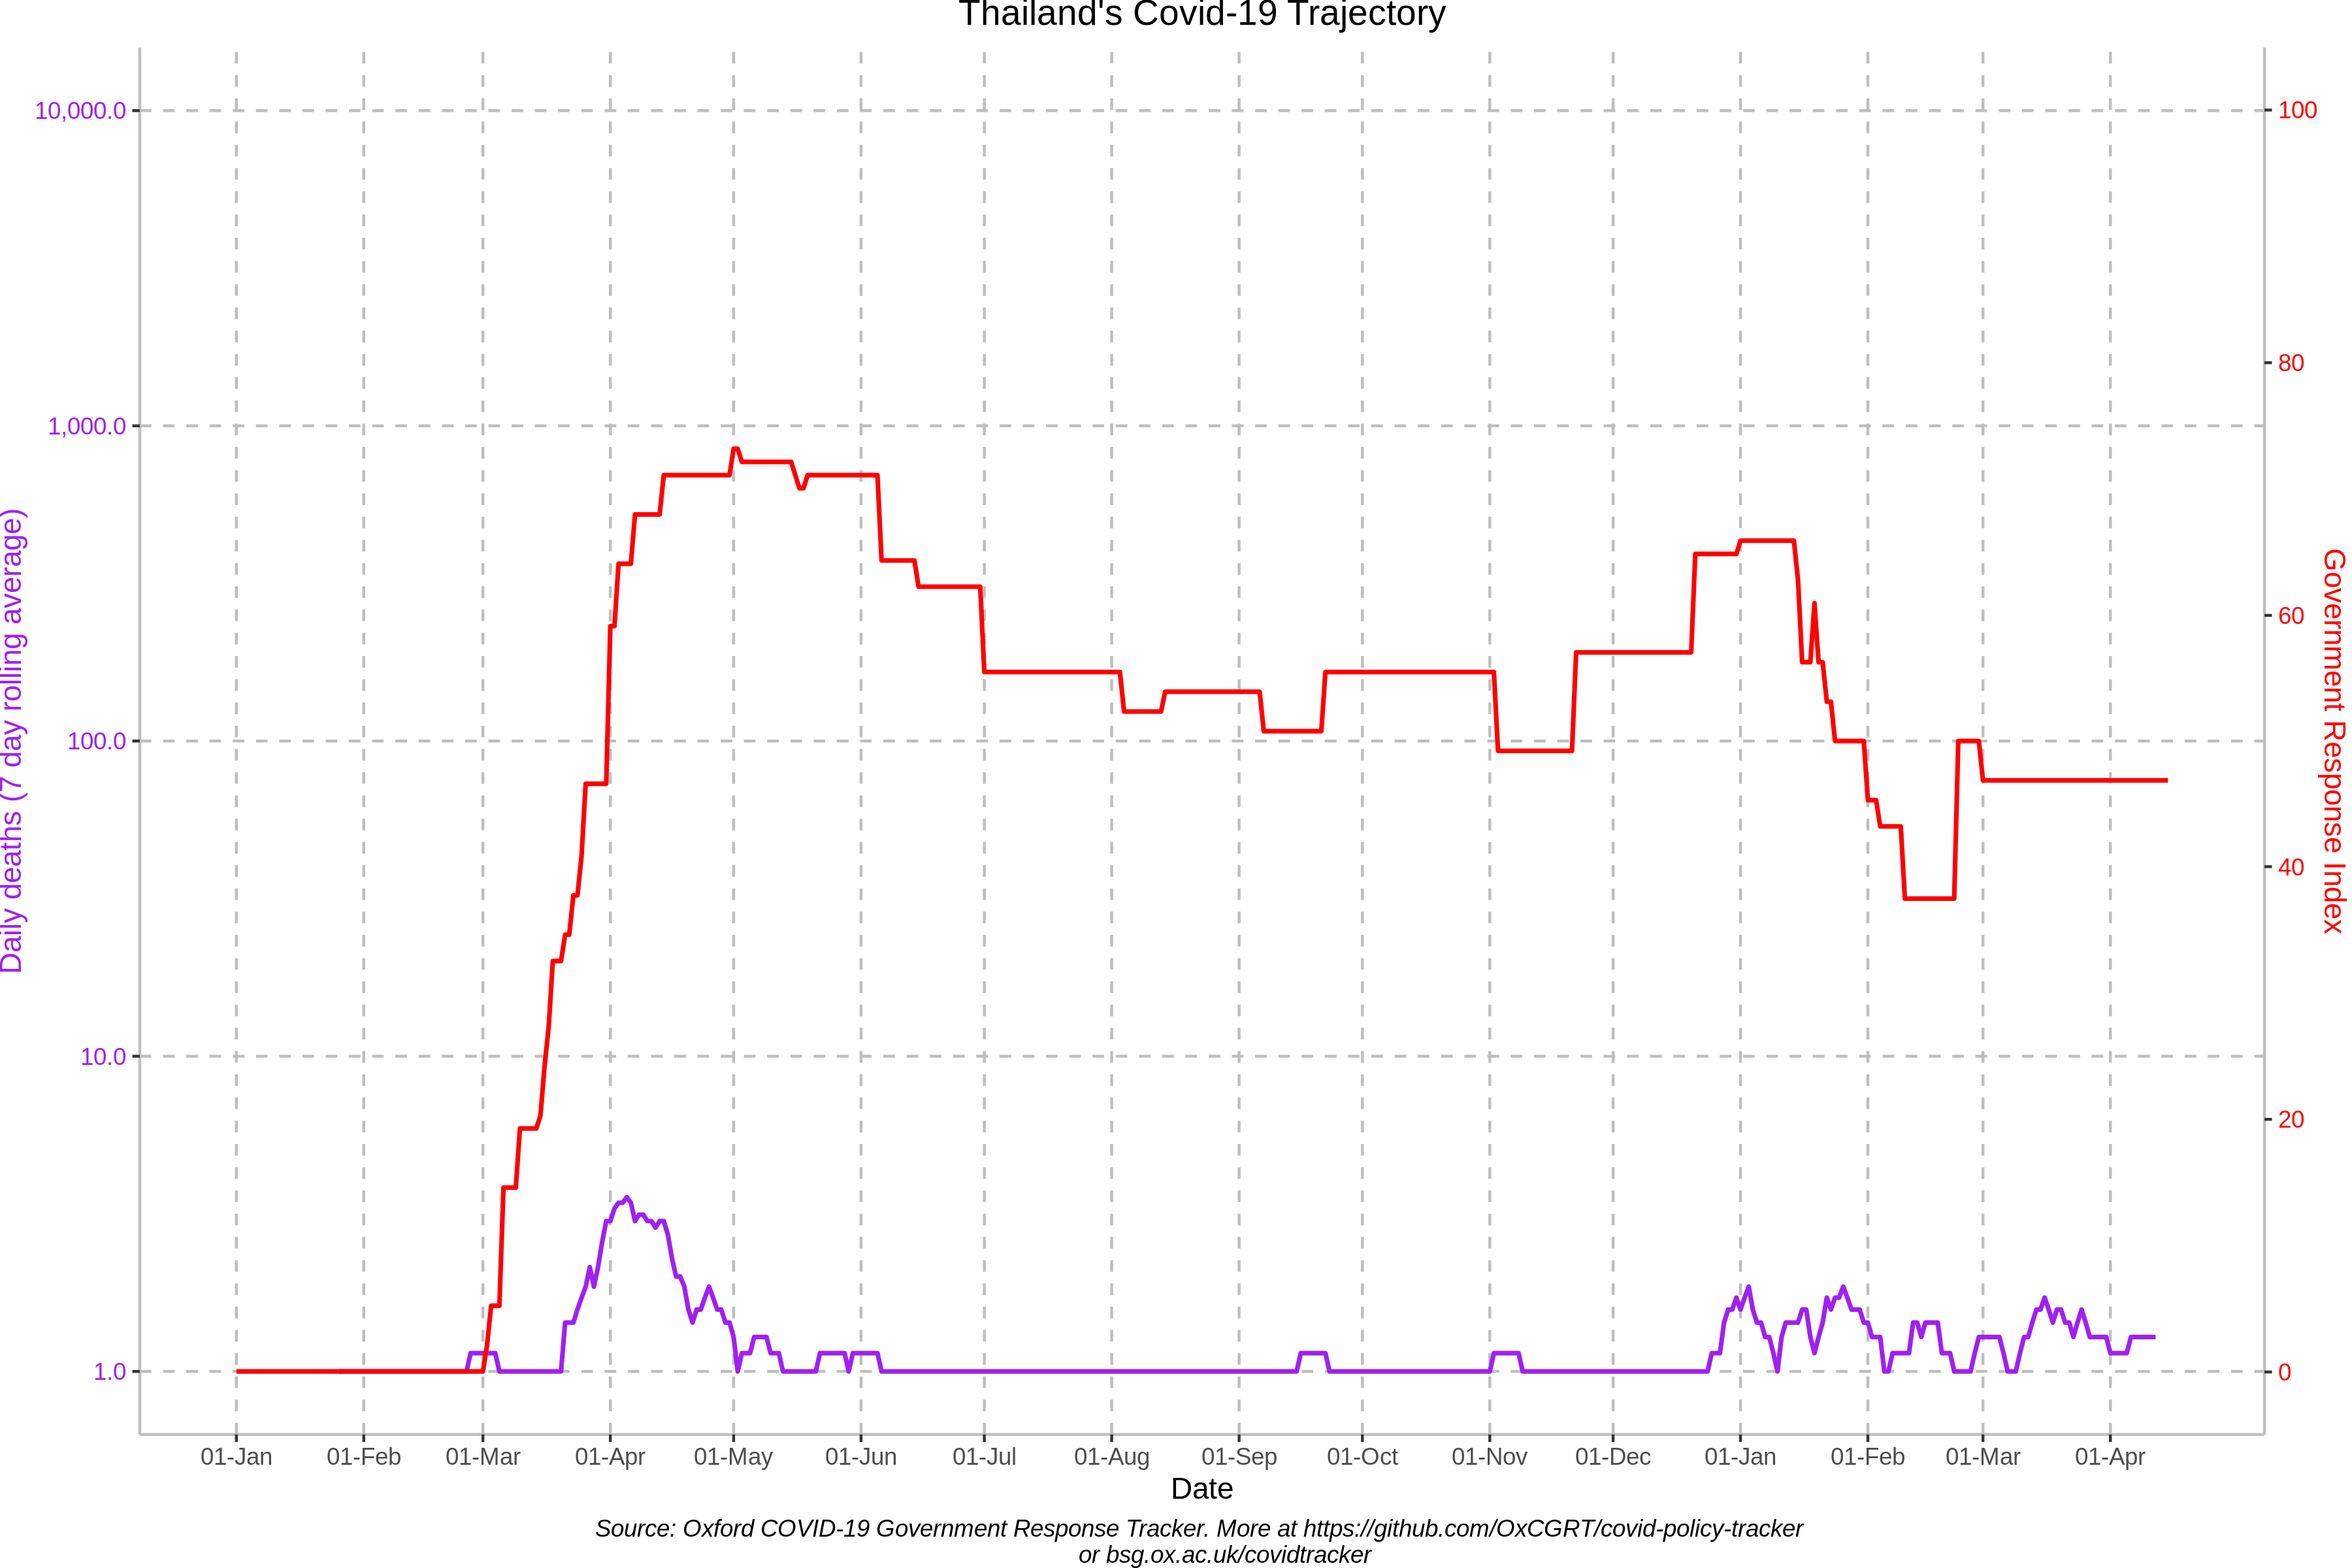 Thailand's Covid-19 Trajectory
Daily deaths (7 day rolling average)
10,000.0
1,000.0
100.0
10.0
1.0
100
80
60
40
20
0
Government Response Index
01-Jan 01-Feb 01-Mar 01-Apr 01-May 01-Jun 01-Jul 01-Aug 01-Sep 01-Oct 01-Nov 01-Dec 01-Jan 01-Feb 01-Mar 01-Apr
Date
Source: Oxford COVID-19 Government Response Tracker. More at https://github.com/OxCGRT/covid-policy-tracker
or bsg.ox.ac.uk/covidtracker